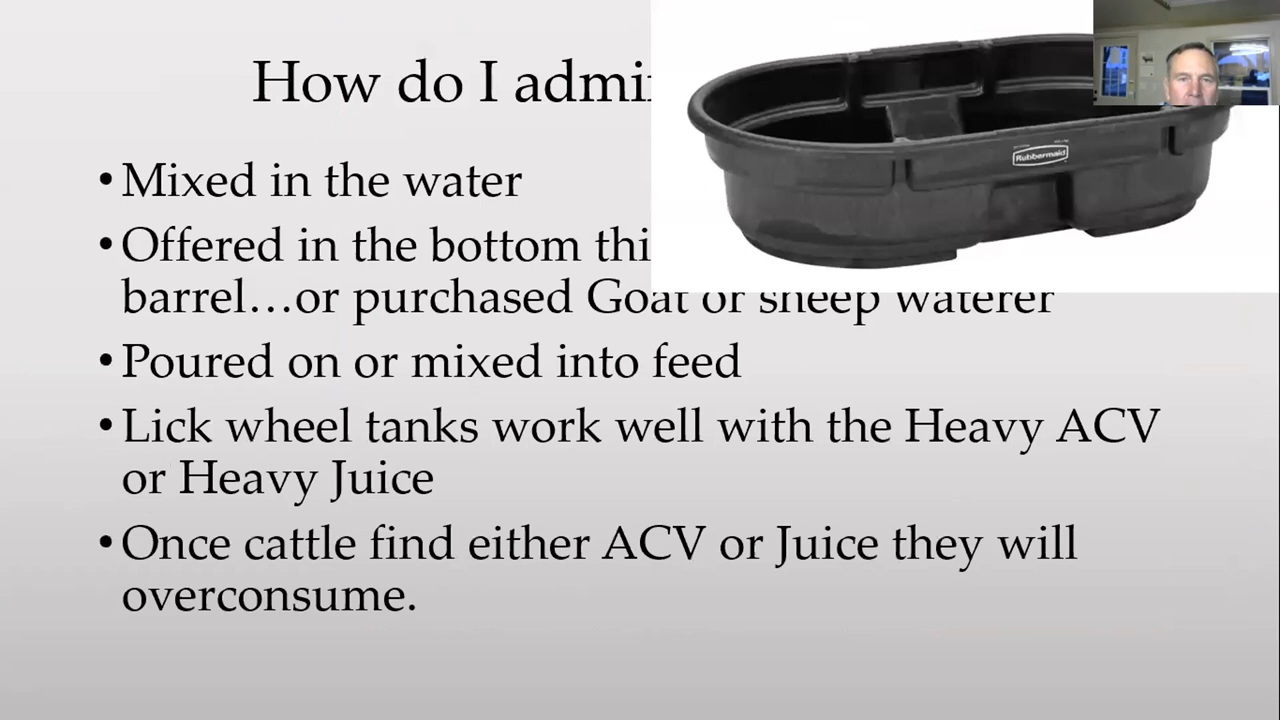 How do I admi
• Mixed in the water
• Offered in the bottom thi
barrel…or purchased Goat or sheep waterer
• Poured on or mixed into feed
• Lick wheel tanks work well with the Heavy ACV
or Heavy Juice
• Once cattle find either ACV or Juice they will
overconsume.
Rubbermaid